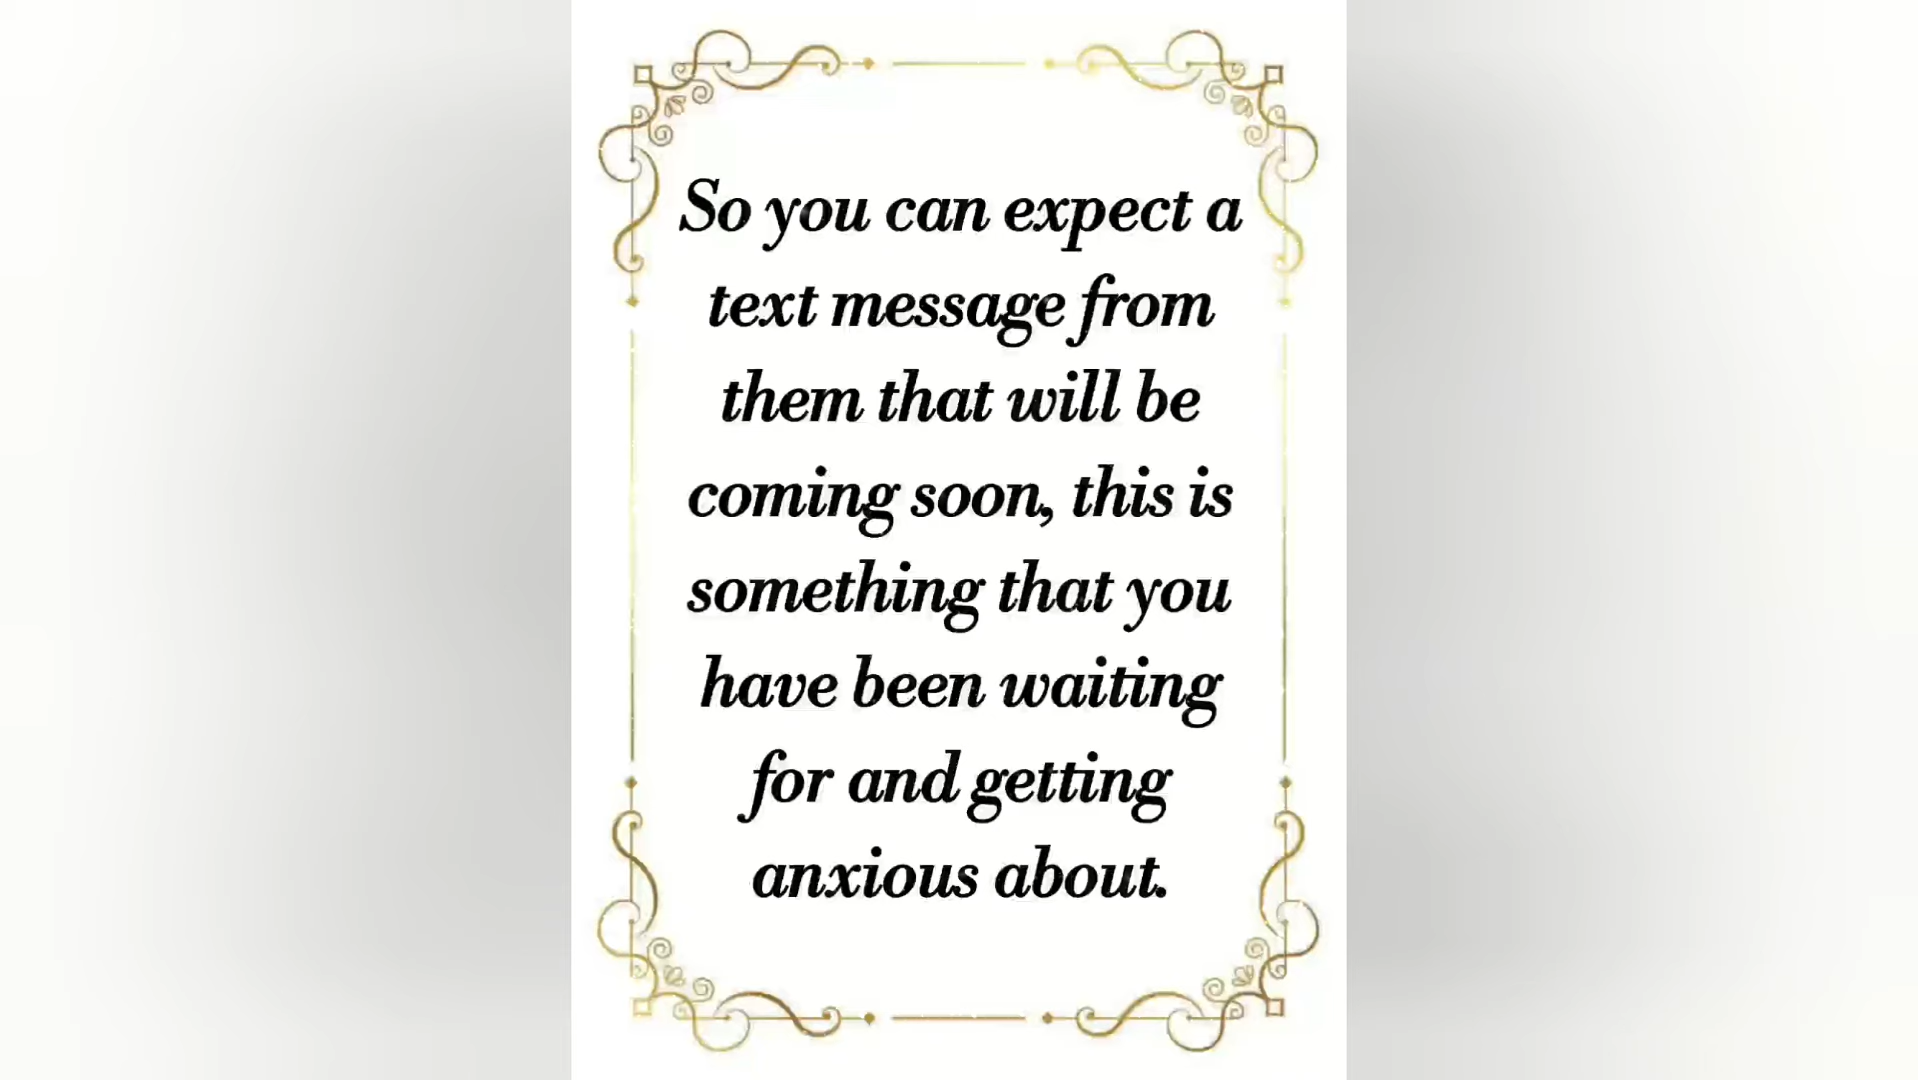 So you can expect a
text message from
them that will be
coming soon, this is
something that you
have been waiting
for and getting
anxious about.